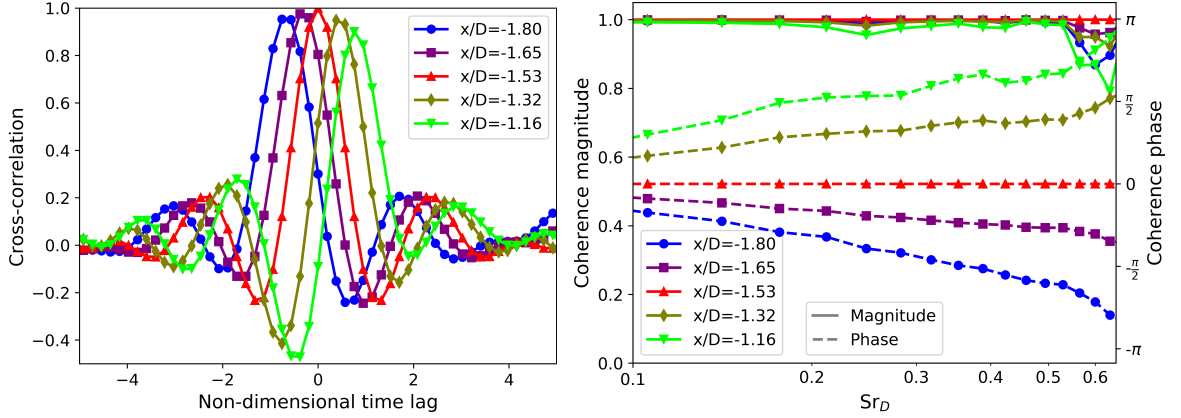 1.0
0.8
0.6
0.4
0.2
0.0
−0.2
−0.4
Cross-correlation
x/D=-1.80
x/D=-1.65
x/D=-1.53
x/D=-1.32
x/D=-1.16
−4
−2
0
2
4
Non-dimensional time lag
1.0
0.8
0.6
0.4
0.2
0.0
Coherence magnitude
x/D=-1.80
x/D=-1.65
x/D=-1.53
x/D=-1.32
x/D=-1.16
Magnitude
Phase
π
π/2
0
-π/2
-π
Coherence phase
0.1
0.2
0.3
0.4
0.5
0.6
Sr_D